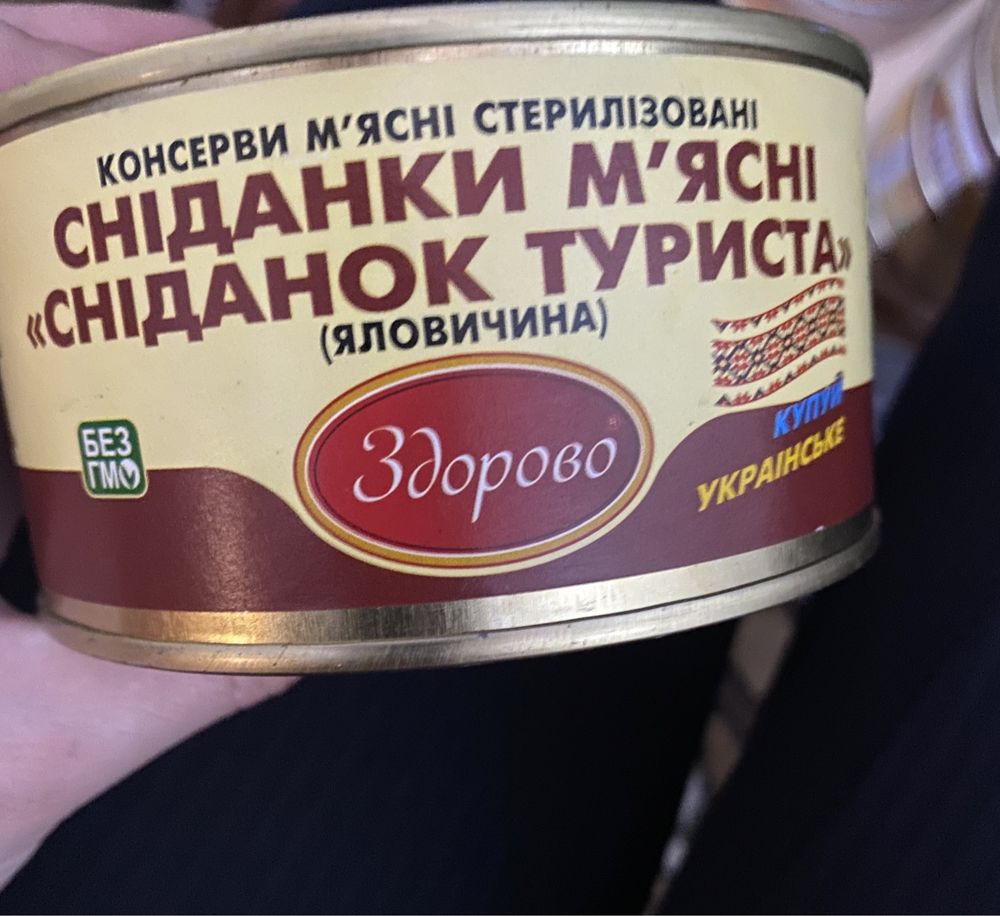 КОНСЕРВИ М'ЯСНІ СТЕРИЛІЗОВАНІ
СНІДАНКИ М'ЯСНІ
«СНІДАНОК ТУРИСТА»
(ЯЛОВИЧИНА)
БЕЗ
ГМО
Здорово®
КУПУЙ
УКРАЇНСЬКЕ